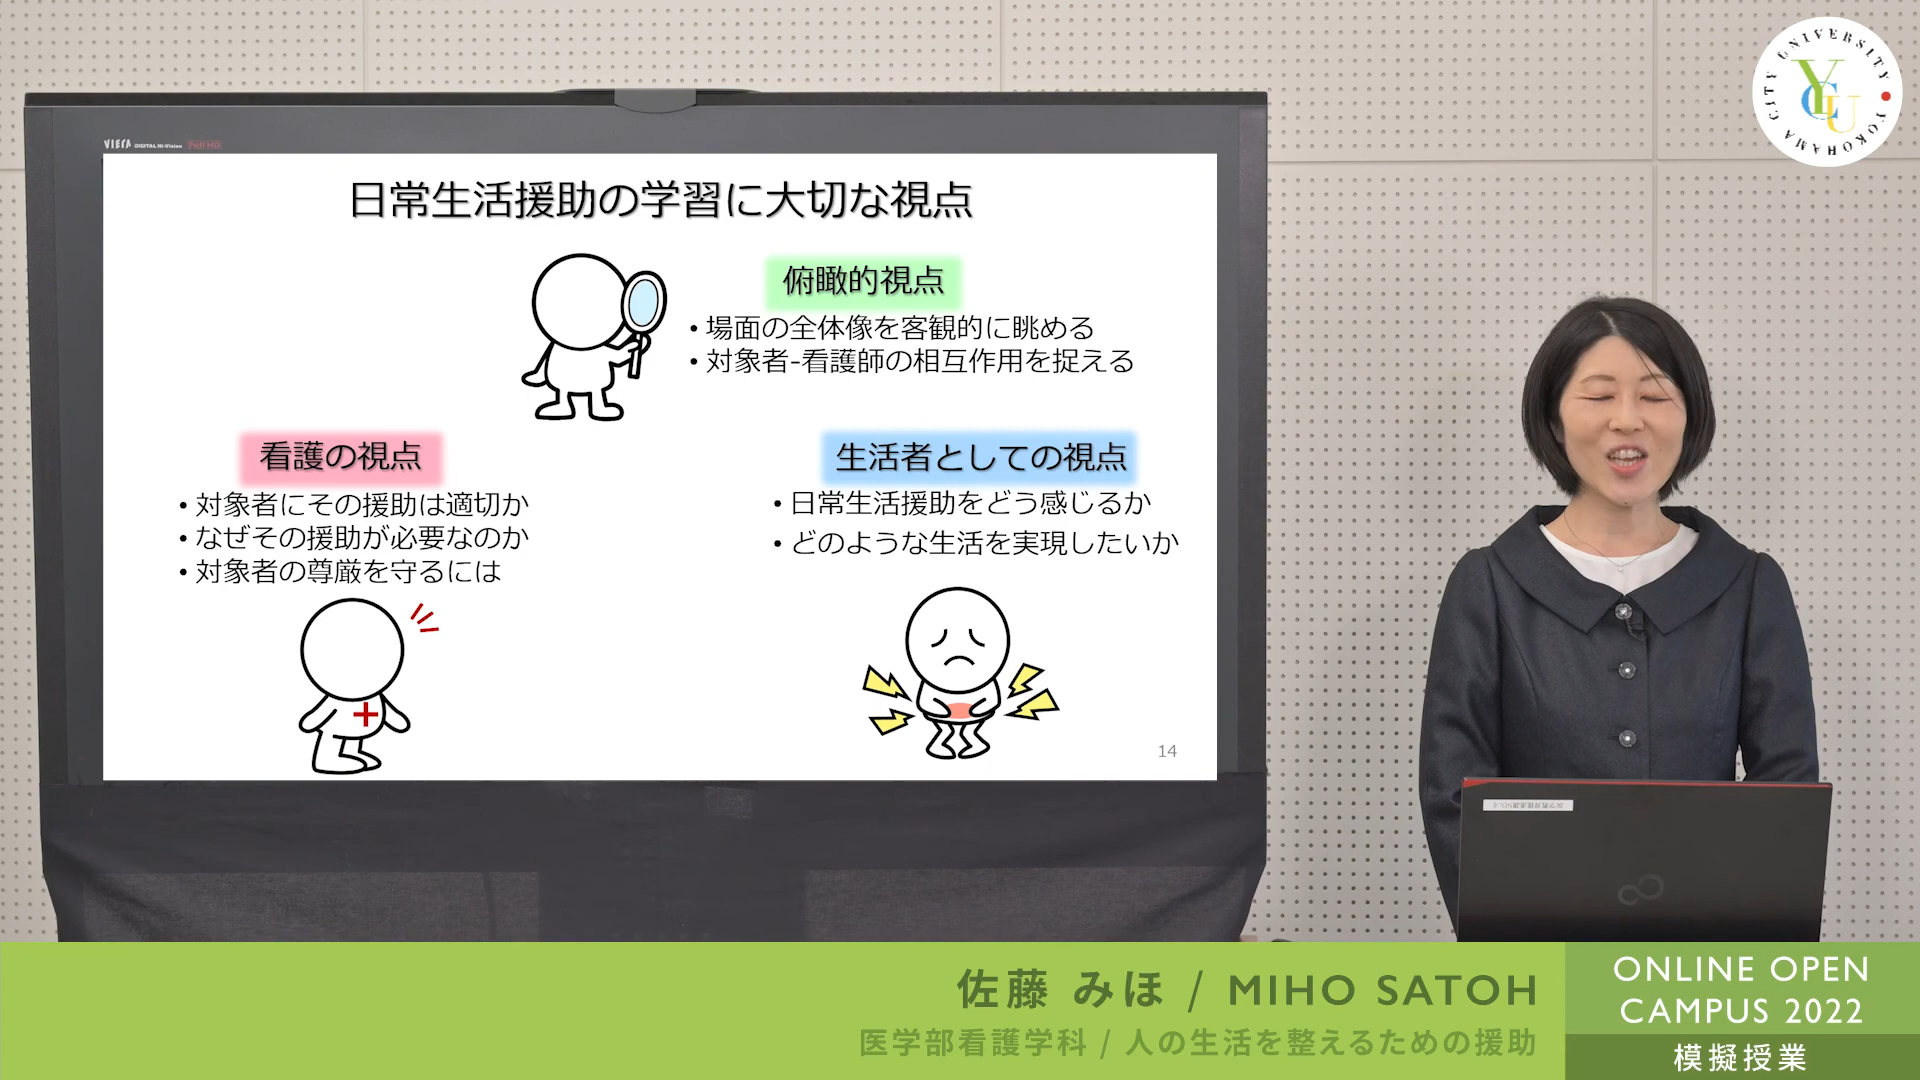 VIERA DIGITAL Hi-Vision Full HD
YOKOHAMA CITY UNIVERSITY
YCU
日常生活援助の学習に大切な視点
俯瞰的視点
• 場面の全体像を客観的に眺める
• 対象者-看護師の相互作用を捉える
看護の視点
• 対象者にその援助は適切か
• なぜその援助が必要なのか
• 対象者の尊厳を守るには
生活者としての視点
• 日常生活援助をどう感じるか
• どのような生活を実現したいか
14
佐藤 みほ / MIHO SATOH
医学部看護学科 / 人の生活を整えるための援助
ONLINE OPEN
CAMPUS 2022
模擬授業